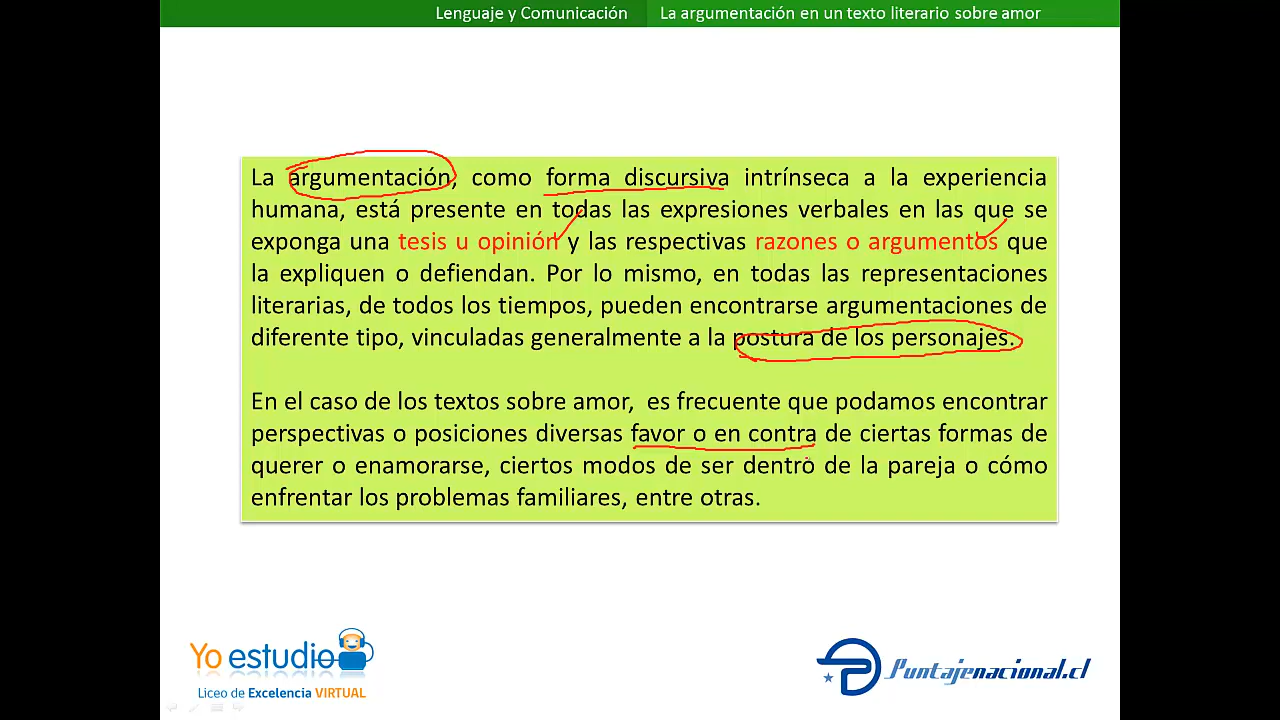 Lenguaje y Comunicación La argumentación en un texto literario sobre amor
La argumentación, como forma discursiva intrínseca a la experiencia
humana, está presente en todas las expresiones verbales en las que se
exponga una tesis u opinión y las respectivas razones o argumentos que
la expliquen o defiendan. Por lo mismo, en todas las representaciones
literarias, de todos los tiempos, pueden encontrarse argumentaciones de
diferente tipo, vinculadas generalmente a la postura de los personajes.
En el caso de los textos sobre amor, es frecuente que podamos encontrar
perspectivas o posiciones diversas favor o en contra de ciertas formas de
querer o enamorarse, ciertos modos de ser dentro de la pareja o cómo
enfrentar los problemas familiares, entre otras.
Yo estudio
Liceo de Excelencia VIRTUAL
Puntajenacional.cl